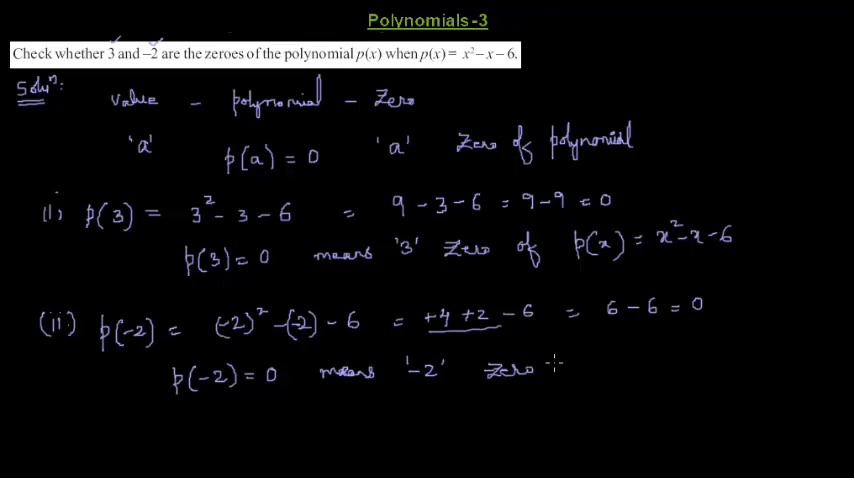 Polynomials-3
Check whether 3 and −2 are the zeroes of the polynomial p(x) when p(x) = x² − x − 6.
Soluⁿ:
value - polynomial - zero
'a' p(a) = 0 'a' zero of polynomial
(i) p(3) = 3² - 3 - 6 = 9 - 3 - 6 = 9 - 9 = 0
p(3) = 0 means '3' zero of p(x) = x² - x - 6
(ii) p(-2) = (-2)² - (-2) - 6 = +4 +2 - 6 = 6 - 6 = 0
p(-2) = 0 means '-2' zero